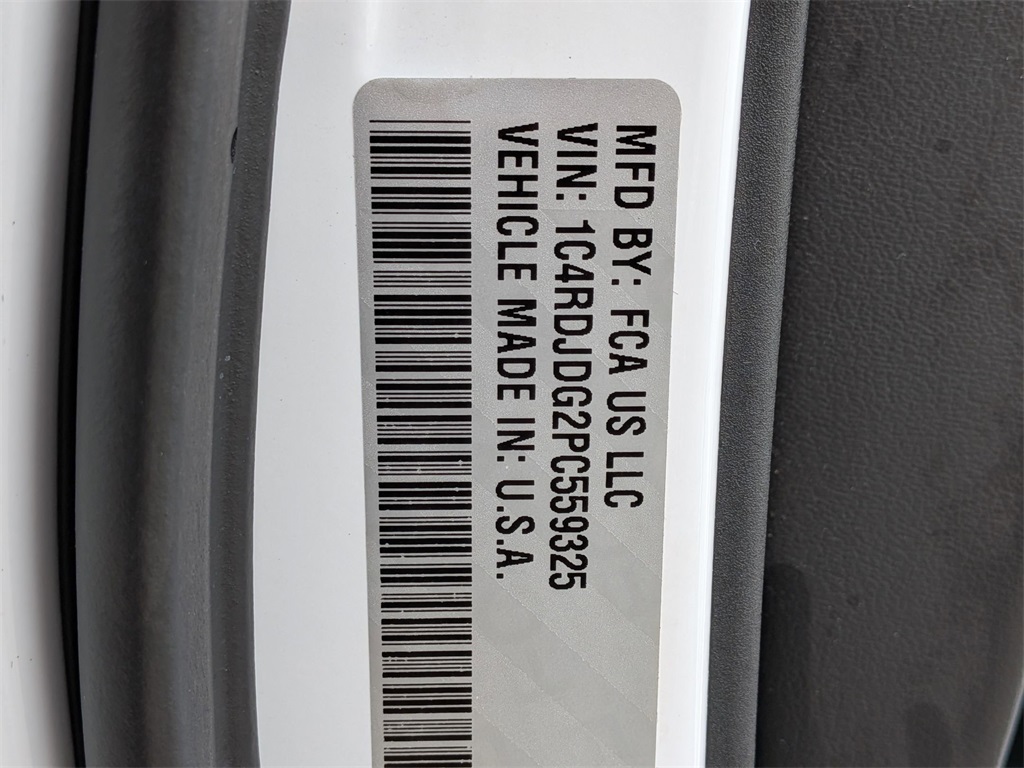 MFD BY: FCA US LLC
VIN: 1C4RDJDG2PC559325
VEHICLE MADE IN: U.S.A.